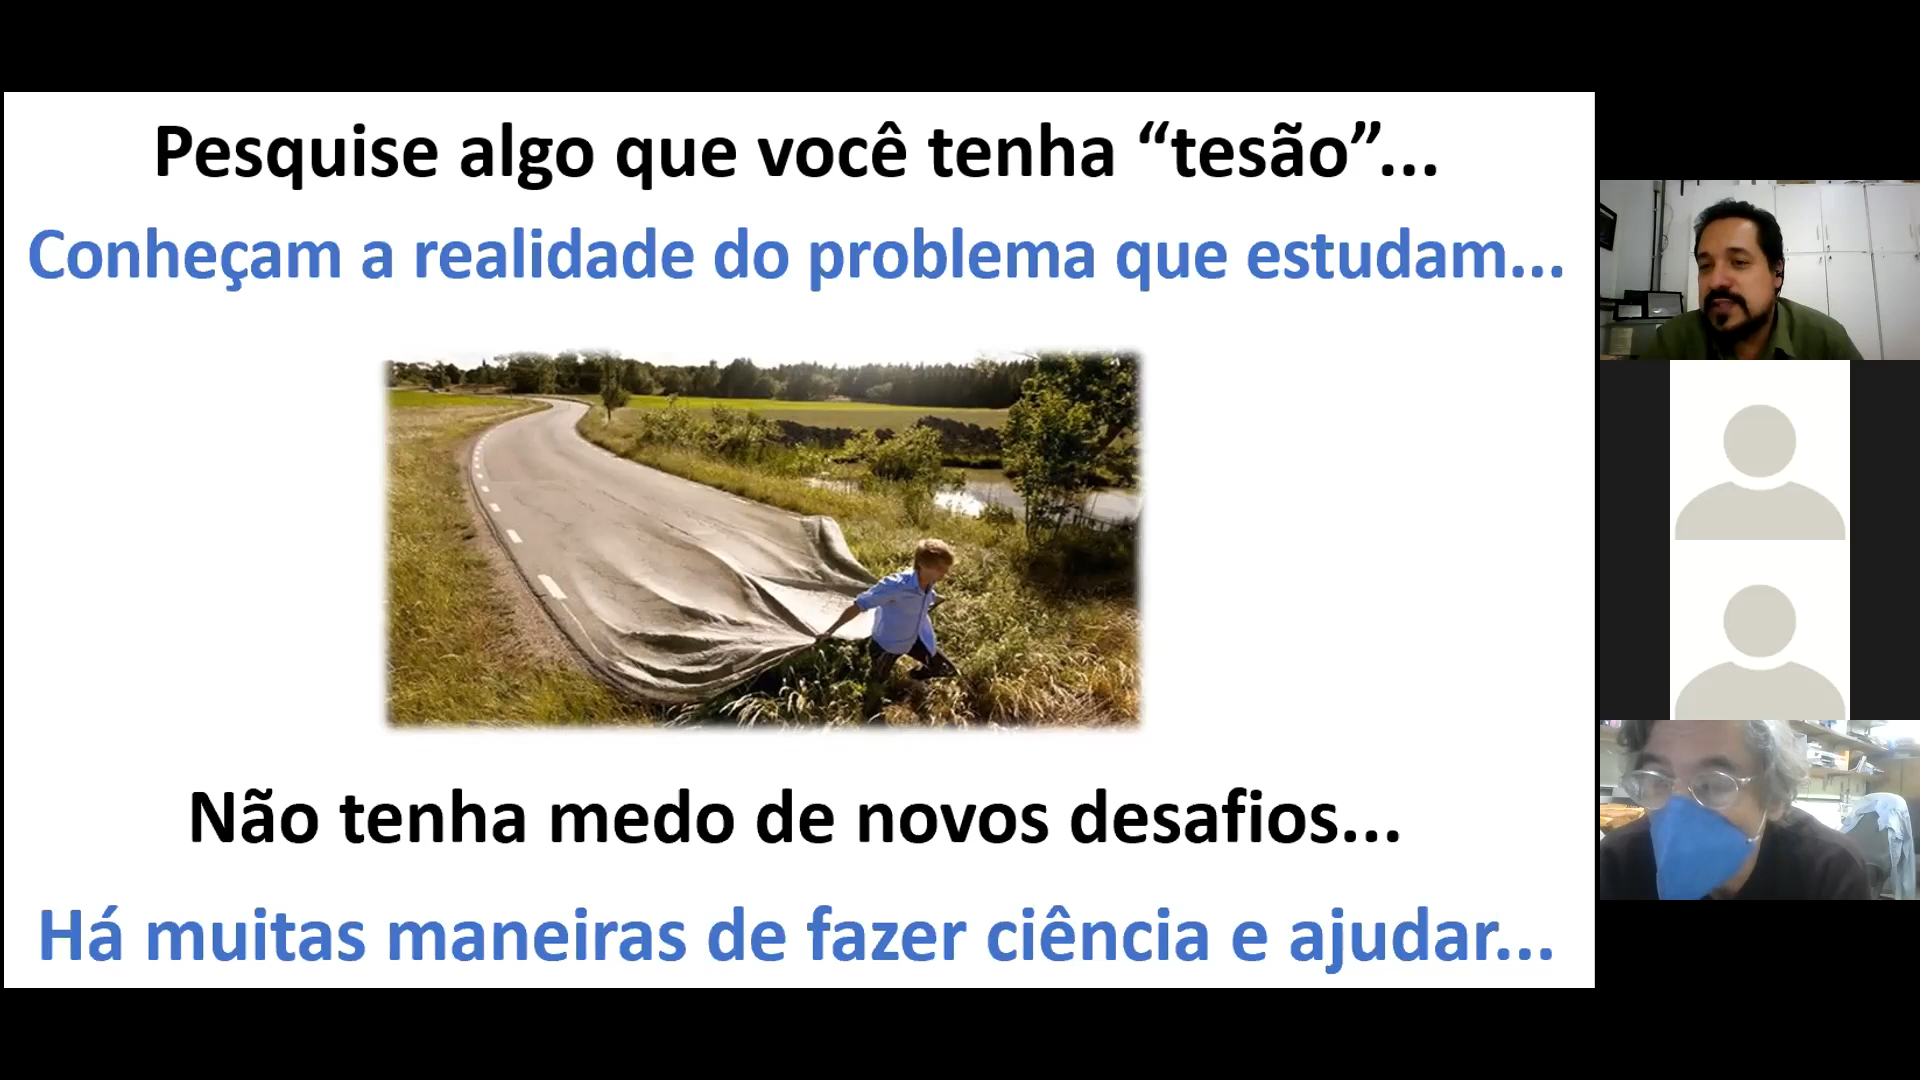 Pesquise algo que você tenha “tesão”...
Conheçam a realidade do problema que estudam...
Não tenha medo de novos desafios...
Há muitas maneiras de fazer ciência e ajudar...